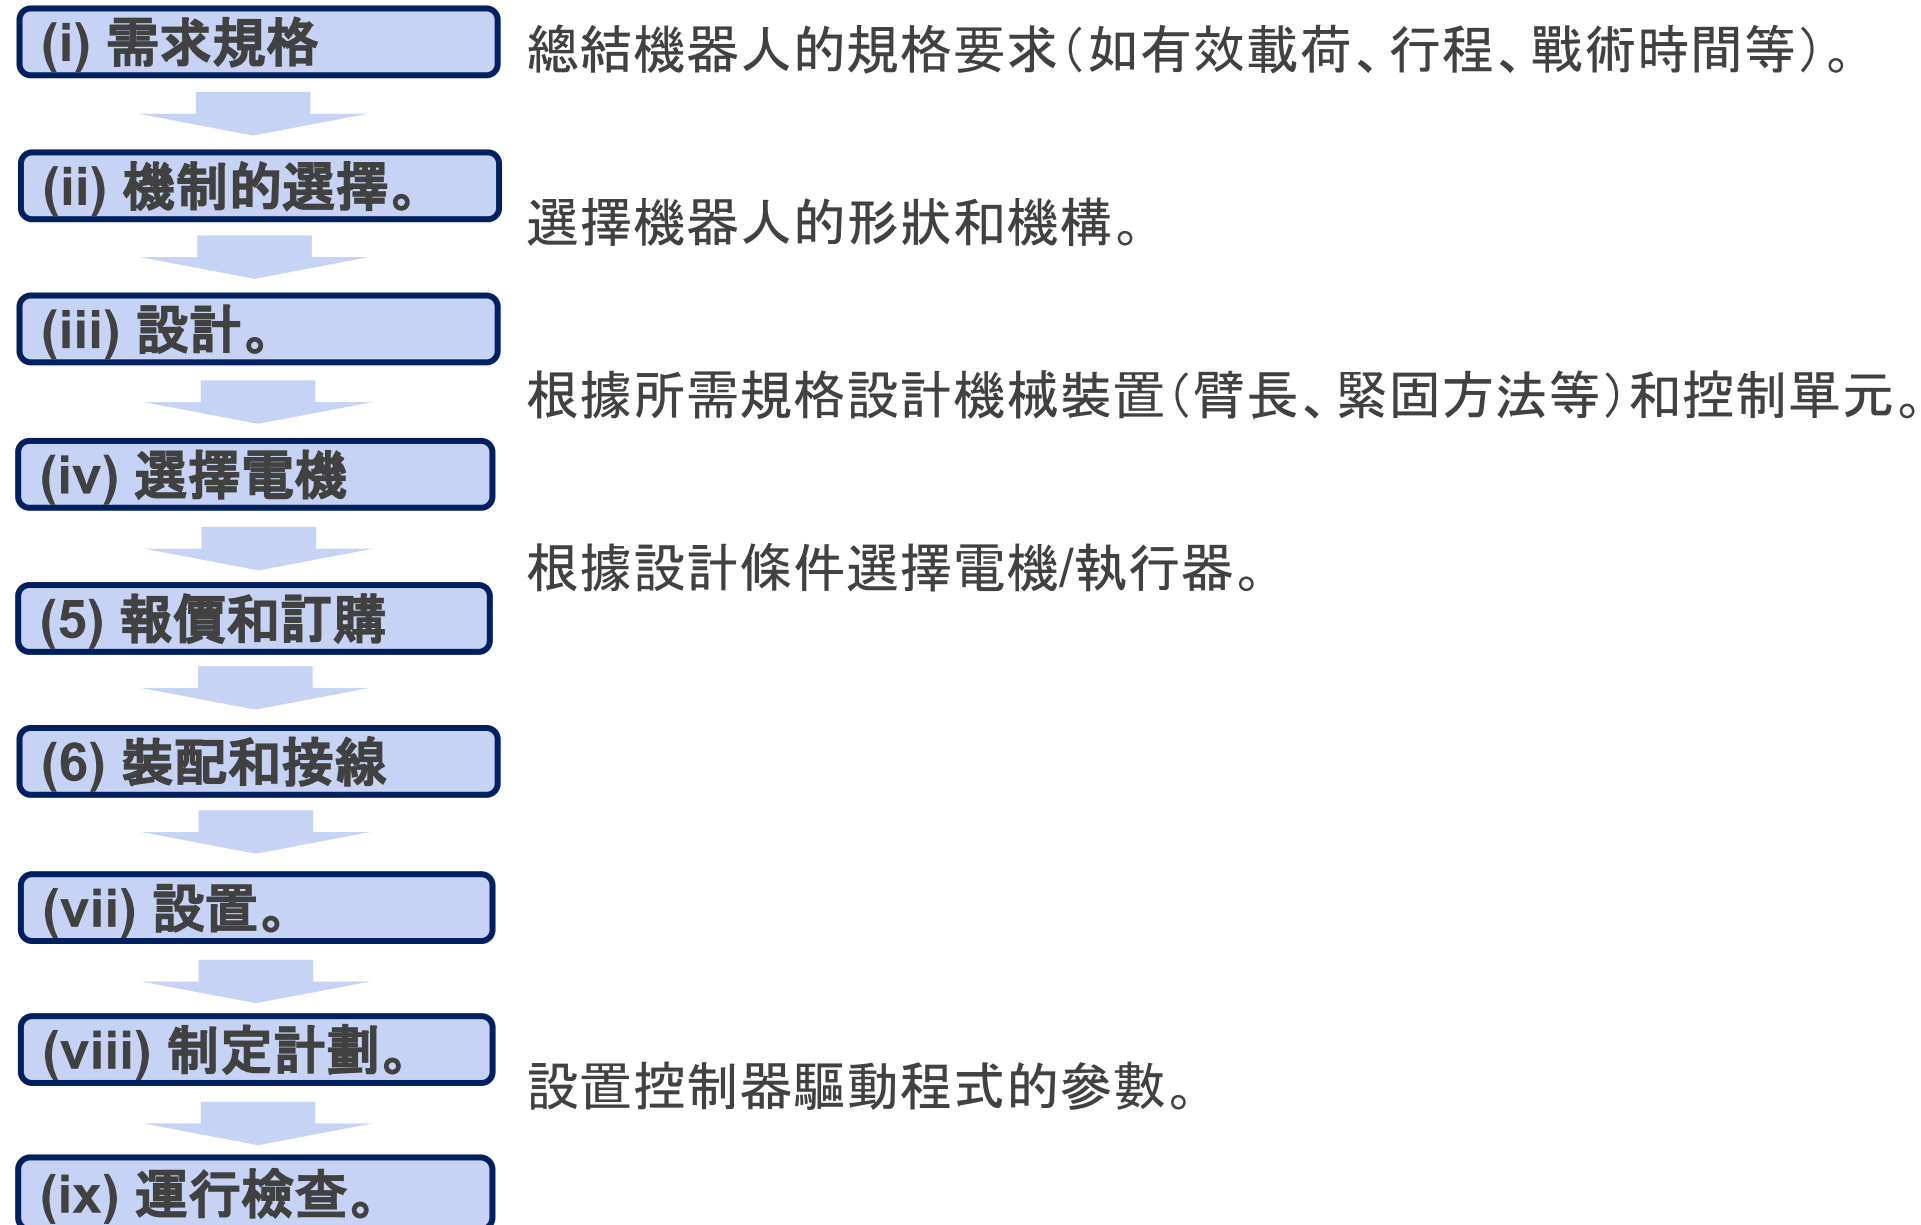 (i) 需求規格
總結機器人的規格要求(如有效載荷、行程、戰術時間等)。
(ii) 機制的選擇。
選擇機器人的形狀和機構。
(iii) 設計。
根據所需規格設計機械裝置(臂長、緊固方法等)和控制單元。
(iv) 選擇電機
根據設計條件選擇電機/執行器。
(5) 報價和訂購
(6) 裝配和接線
(vii) 設置。
(viii) 制定計劃。
設置控制器驅動程式的參數。
(ix) 運行檢查。